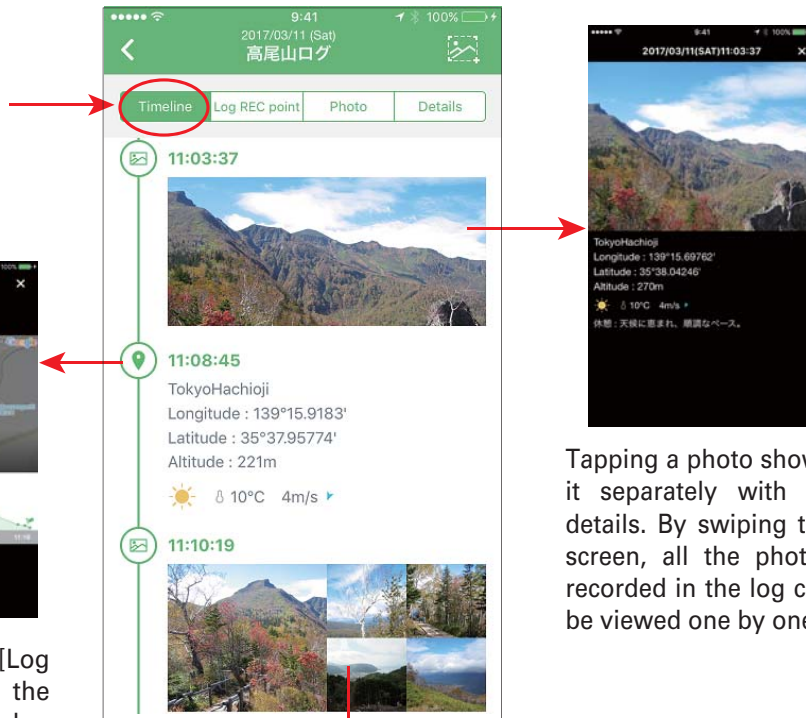 9:41
100%
2017/03/11 (Sat)
高尾山ログ
Timeline
Log REC point
Photo
Details
11:03:37
11:08:45
TokyoHachioji
Longitude : 139°15.9183'
Latitude : 35°37.95774'
Altitude : 221m
10°C 4m/s
11:10:19
9:41
100%
2017/03/11(SAT)11:03:37
×
TokyoHachioji
Longitude : 139°15.69762'
Latitude : 35°38.04246'
Altitude : 270m
10°C 4m/s
休憩 : 天候に恵まれ、順調なペース。
Tapping a photo show
it separately with
details. By swiping t
screen, all the phot
recorded in the log c
be viewed one by one
100%
×
Google
[Log
the